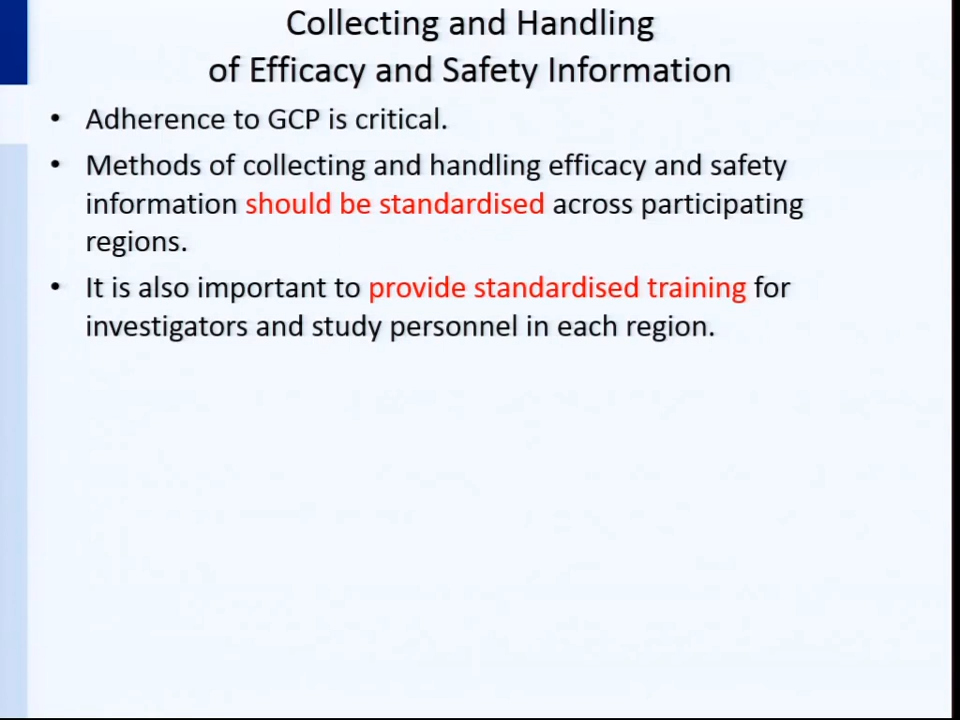 Collecting and Handling
of Efficacy and Safety Information
• Adherence to GCP is critical.
• Methods of collecting and handling efficacy and safety
information should be standardised across participating
regions.
• It is also important to provide standardised training for
investigators and study personnel in each region.